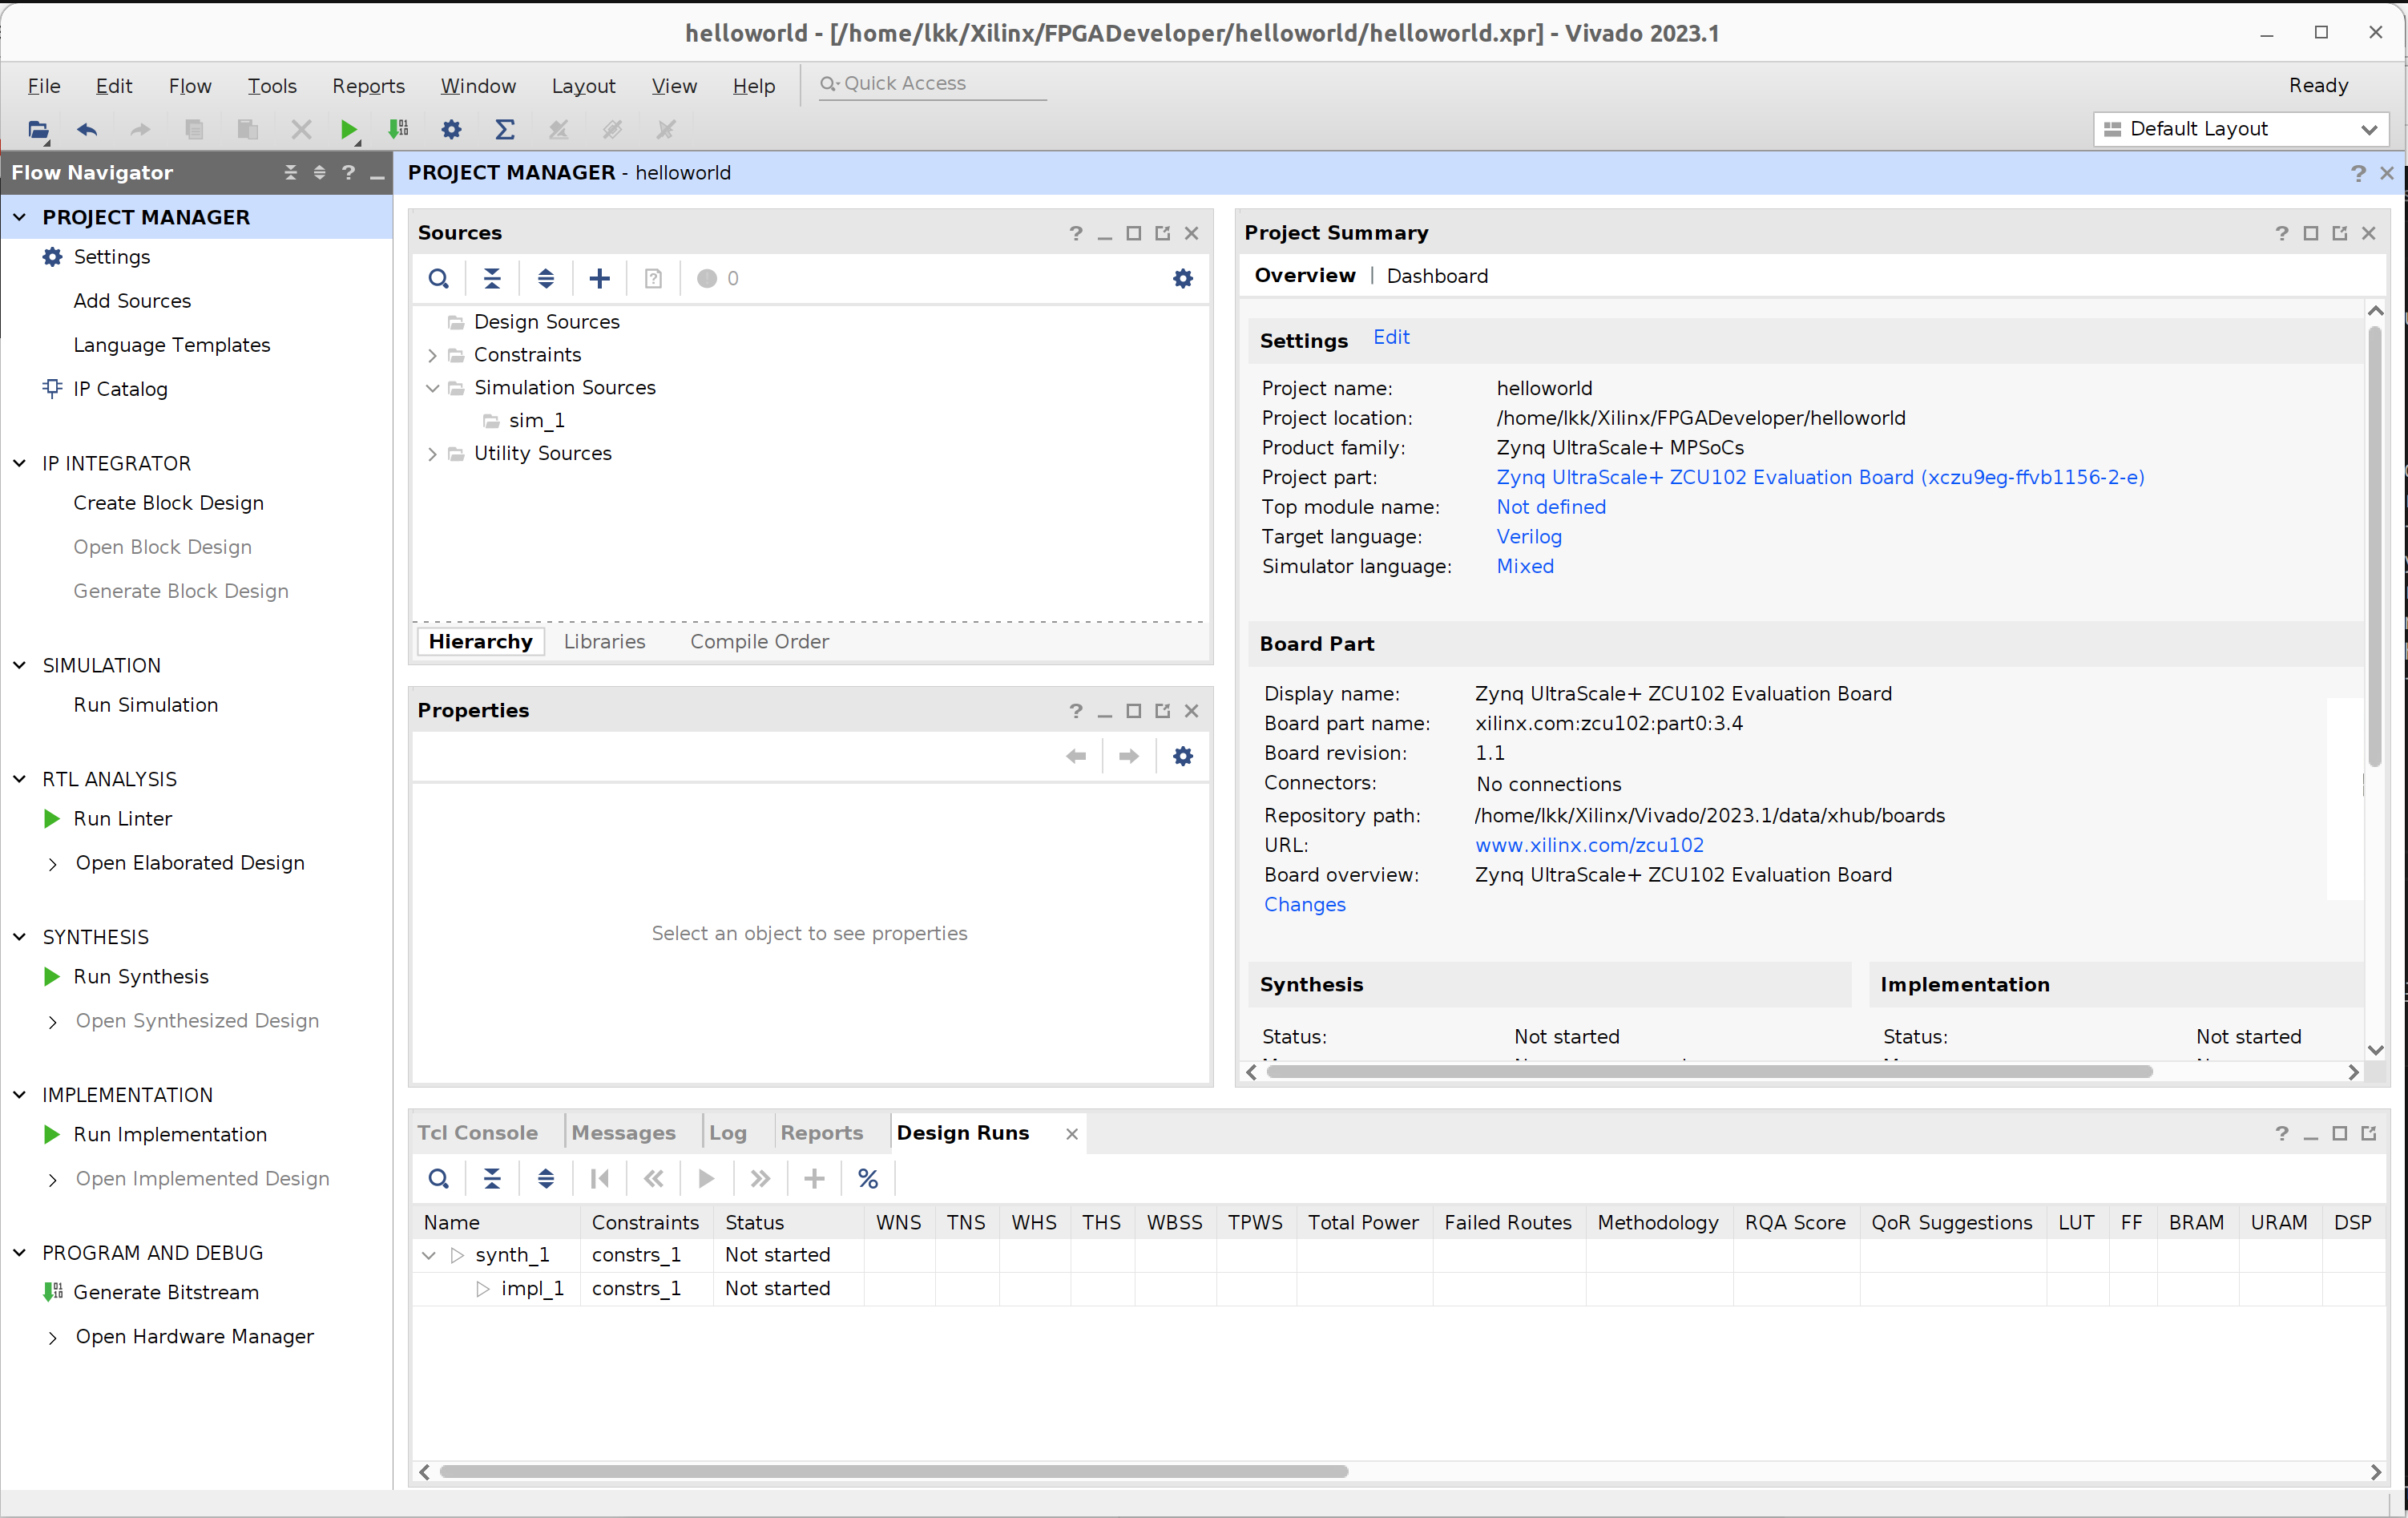 helloworld - [/home/lkk/Xilinx/FPGADeveloper/helloworld/helloworld.xpr] - Vivado 2023.1
File Edit Flow Tools Reports Window Layout View Help Quick Access Ready
Default Layout
Flow Navigator
PROJECT MANAGER
Settings
Add Sources
Language Templates
IP Catalog
IP INTEGRATOR
Create Block Design
Open Block Design
Generate Block Design
SIMULATION
Run Simulation
RTL ANALYSIS
Run Linter
Open Elaborated Design
SYNTHESIS
Run Synthesis
Open Synthesized Design
IMPLEMENTATION
Run Implementation
Open Implemented Design
PROGRAM AND DEBUG
Generate Bitstream
Open Hardware Manager
PROJECT MANAGER - helloworld
Sources
0
Design Sources
Constraints
Simulation Sources
sim_1
Utility Sources
Hierarchy Libraries Compile Order
Properties
Select an object to see properties
Project Summary
Overview | Dashboard
Settings Edit
Project name: helloworld
Project location: /home/lkk/Xilinx/FPGADeveloper/helloworld
Product family: Zynq UltraScale+ MPSoCs
Project part: Zynq UltraScale+ ZCU102 Evaluation Board (xczu9eg-ffvb1156-2-e)
Top module name: Not defined
Target language: Verilog
Simulator language: Mixed
Board Part
Display name: Zynq UltraScale+ ZCU102 Evaluation Board
Board part name: xilinx.com:zcu102:part0:3.4
Board revision: 1.1
Connectors: No connections
Repository path: /home/lkk/Xilinx/Vivado/2023.1/data/xhub/boards
URL: www.xilinx.com/zcu102
Board overview: Zynq UltraScale+ ZCU102 Evaluation Board
Changes
Synthesis Implementation
Status: Not started Status: Not started
Tcl Console Messages Log Reports Design Runs
Name Constraints Status WNS TNS WHS THS WBSS TPWS Total Power Failed Routes Methodology RQA Score QoR Suggestions LUT FF BRAM URAM DSP
synth_1 constrs_1 Not started
impl_1 constrs_1 Not started